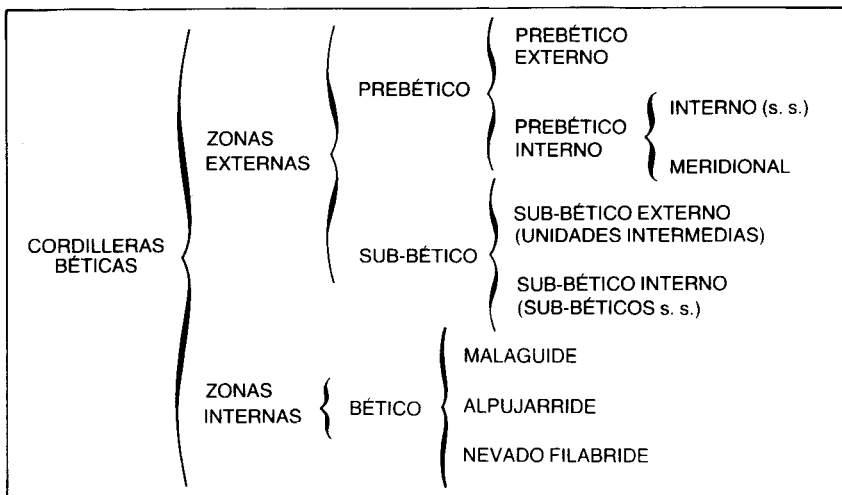 CORDILLERAS
BÉTICAS
ZONAS
EXTERNAS
PREBÉTICO
PREBÉTICO
EXTERNO
PREBÉTICO
INTERNO
INTERNO (s. s.)
MERIDIONAL
SUB-BÉTICO
SUB-BÉTICO EXTERNO
(UNIDADES INTERMEDIAS)
SUB-BÉTICO INTERNO
(SUB-BÉTICOS s. s.)
ZONAS
INTERNAS
BÉTICO
MALAGUIDE
ALPUJARRIDE
NEVADO FILABRIDE